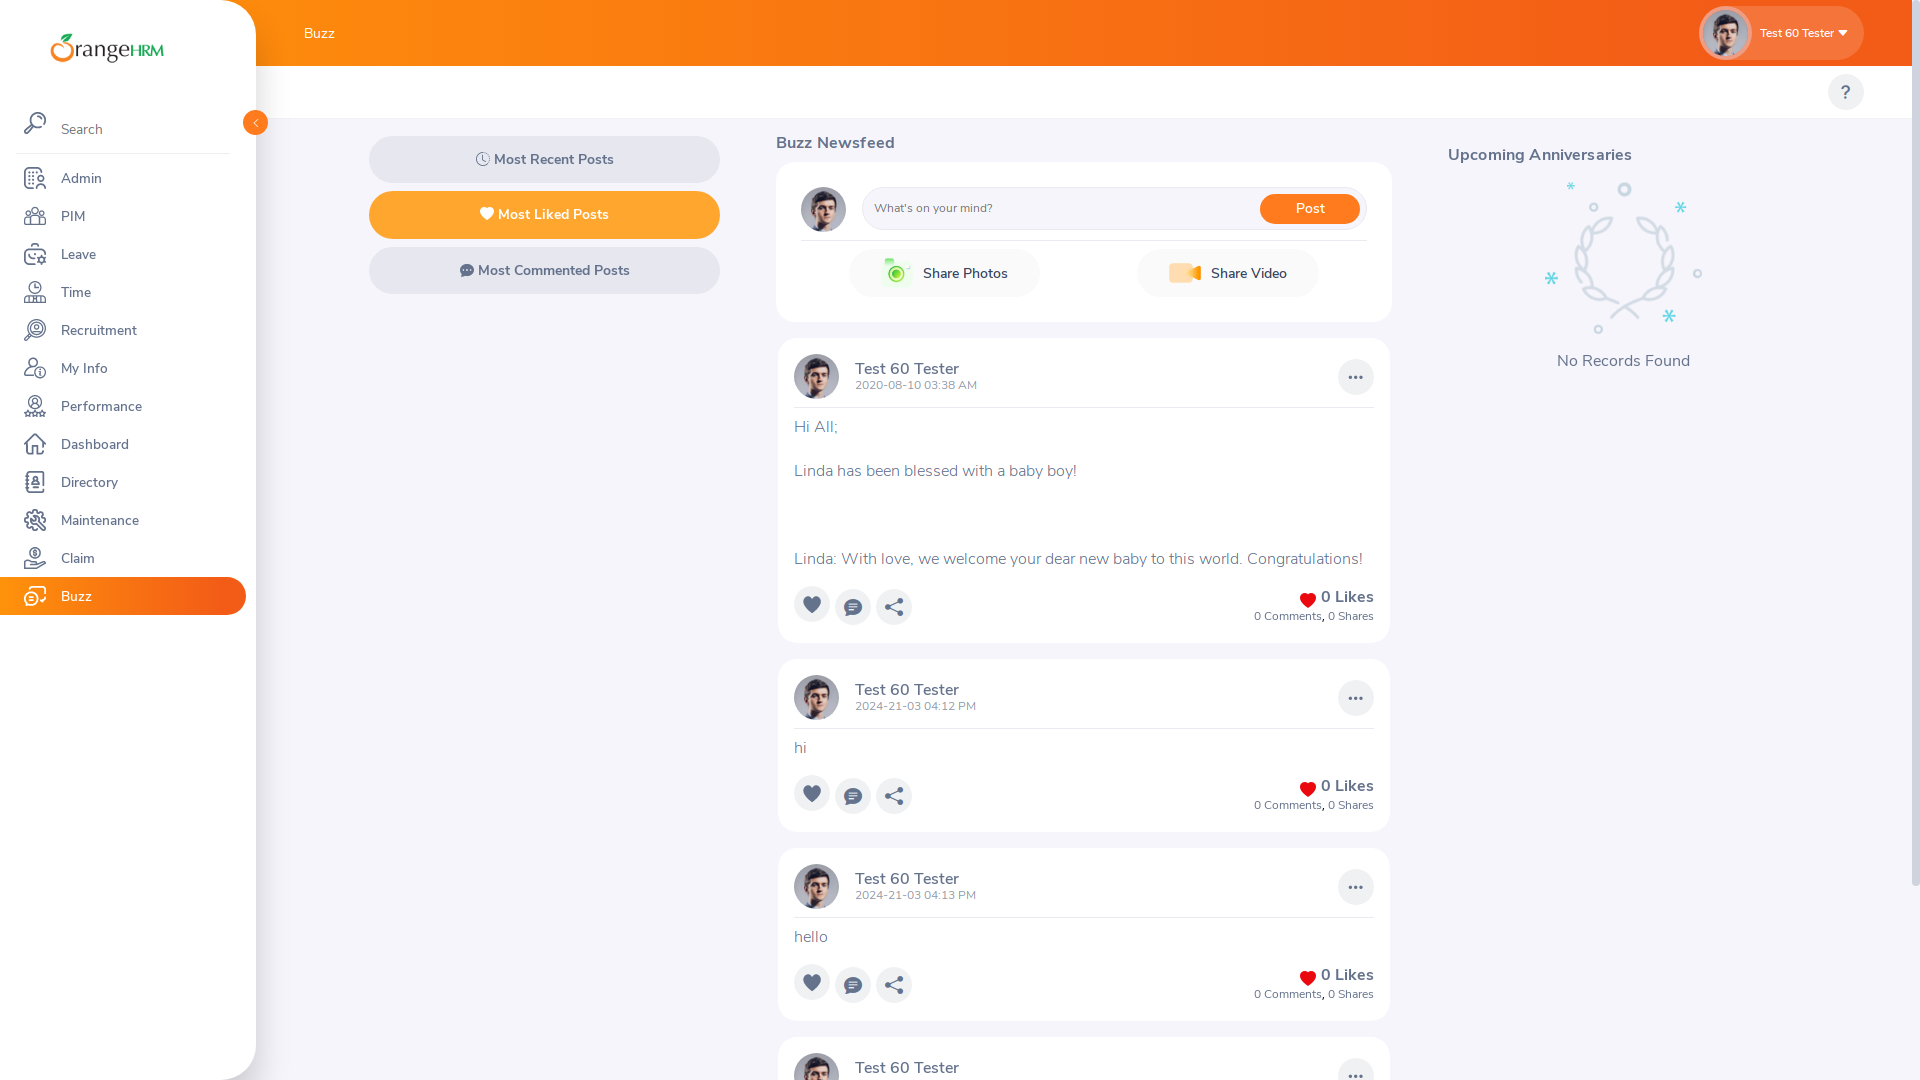 OrangeHRM
Search
Admin
PIM
Leave
Time
Recruitment
My Info
Performance
Dashboard
Directory
Maintenance
Claim
Buzz
Buzz
Test 60 Tester
?
Most Recent Posts
Most Liked Posts
Most Commented Posts
Buzz Newsfeed
What's on your mind?
Post
Share Photos
Share Video
Test 60 Tester
2020-08-10 03:38 AM
Hi All;
Linda has been blessed with a baby boy!
Linda: With love, we welcome your dear new baby to this world. Congratulations!
0 Likes
0 Comments, 0 Shares
Test 60 Tester
2024-21-03 04:12 PM
hi
0 Likes
0 Comments, 0 Shares
Test 60 Tester
2024-21-03 04:13 PM
hello
0 Likes
0 Comments, 0 Shares
Test 60 Tester
Upcoming Anniversaries
No Records Found